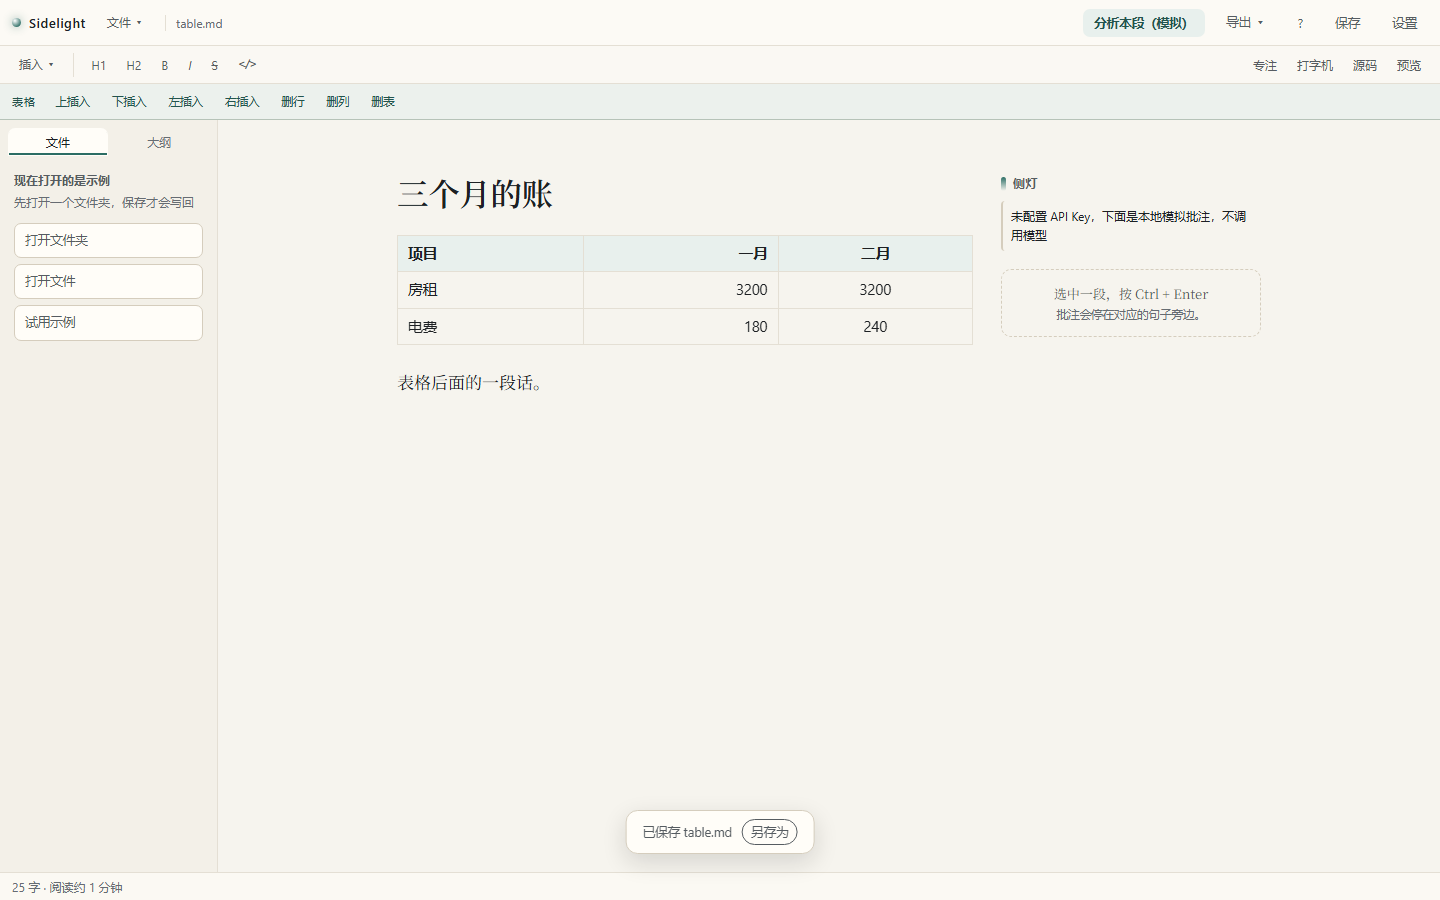 Sidelight 文件 ▾ table.md 分析本段（模拟） 导出 ▾ ? 保存 设置
插入 ▾ H1 H2 B I S </> 专注 打字机 源码 预览
表格 上插入 下插入 左插入 右插入 删行 删列 删表
文件 大纲
现在打开的是示例
先打开一个文件夹，保存才会写回
打开文件夹
打开文件
试用示例
三个月的账
项目 一月 二月
房租 3200 3200
电费 180 240
表格后面的一段话。
侧灯
未配置 API Key，下面是本地模拟批注，不调
用模型
选中一段，按 Ctrl + Enter
批注会停在对应的句子旁边。
已保存 table.md 另存为
25 字 · 阅读约 1 分钟